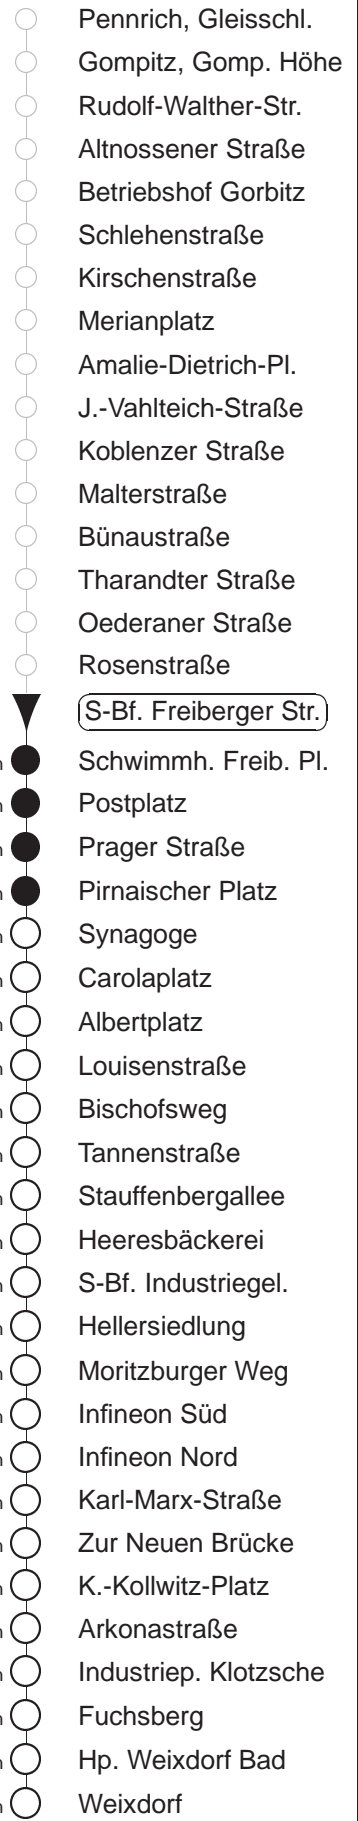 Pennrich, Gleisschl.
Gompitz, Gomp. Höhe
Rudolf-Walther-Str.
Altnossener Straße
Betriebshof Gorbitz
Schlehenstraße
Kirschenstraße
Merianplatz
Amalie-Dietrich-Pl.
J.-Vahlteich-Straße
Koblenzer Straße
Malterstraße
Bünaustraße
Tharandter Straße
Oederaner Straße
Rosenstraße
S-Bf. Freiberger Str.
Schwimmh. Freib. Pl.
Postplatz
Prager Straße
Pirnaischer Platz
Synagoge
Carolaplatz
Albertplatz
Louisenstraße
Bischofsweg
Tannenstraße
Stauffenbergallee
Heeresbäckerei
S-Bf. Industriegel.
Hellersiedlung
Moritzburger Weg
Infineon Süd
Infineon Nord
Karl-Marx-Straße
Zur Neuen Brücke
K.-Kollwitz-Platz
Arkonastraße
Industriep. Klotzsche
Fuchsberg
Hp. Weixdorf Bad
Weixdorf